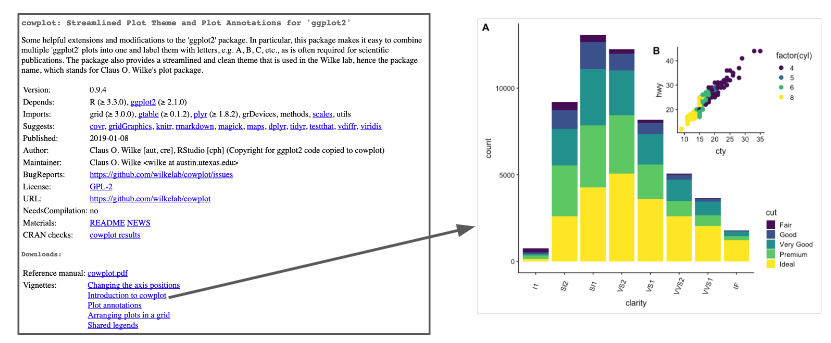 cowplot: Streamlined Plot Theme and Plot Annotations for 'ggplot2'
Some helpful extensions and modifications to the 'ggplot2' package. In particular, this package makes it easy to combine
multiple 'ggplot2' plots into one and label them with letters, e.g. A, B, C, etc., as is often required for scientific
publications. The package also provides a streamlined and clean theme that is used in the Wilke lab, hence the package
name, which stands for Claus O. Wilke's plot package.
Version: 0.9.4
Depends: R (≥ 3.3.0), ggplot2 (≥ 2.1.0)
Imports: grid (≥ 3.0.0), gtable (≥ 0.1.2), plyr (≥ 1.8.2), grDevices, methods, scales, utils
Suggests: covr, gridGraphics, knitr, rmarkdown, magick, maps, dplyr, tidyr, testthat, vdiffr, viridis
Published: 2019-01-08
Author: Claus O. Wilke [aut, cre], RStudio [cph] (Copyright for ggplot2 code copied to cowplot)
Maintainer: Claus O. Wilke <wilke at austin.utexas.edu>
BugReports: https://github.com/wilkelab/cowplot/issues
License: GPL-2
URL: https://github.com/wilkelab/cowplot
NeedsCompilation: no
Materials: README NEWS
CRAN checks: cowplot results
Downloads:
Reference manual: cowplot.pdf
Vignettes: Changing the axis positions
Introduction to cowplot
Plot annotations
Arranging plots in a grid
Shared legends
A
count
10000
5000
0
I1 SI2 SI1 VS2 VS1 VVS2 VVS1 IF
clarity
B
hwy
40
30
20
10 15 20 25 30 35
cty
factor(cyl)
4
5
6
8
cut
Fair
Good
Very Good
Premium
Ideal